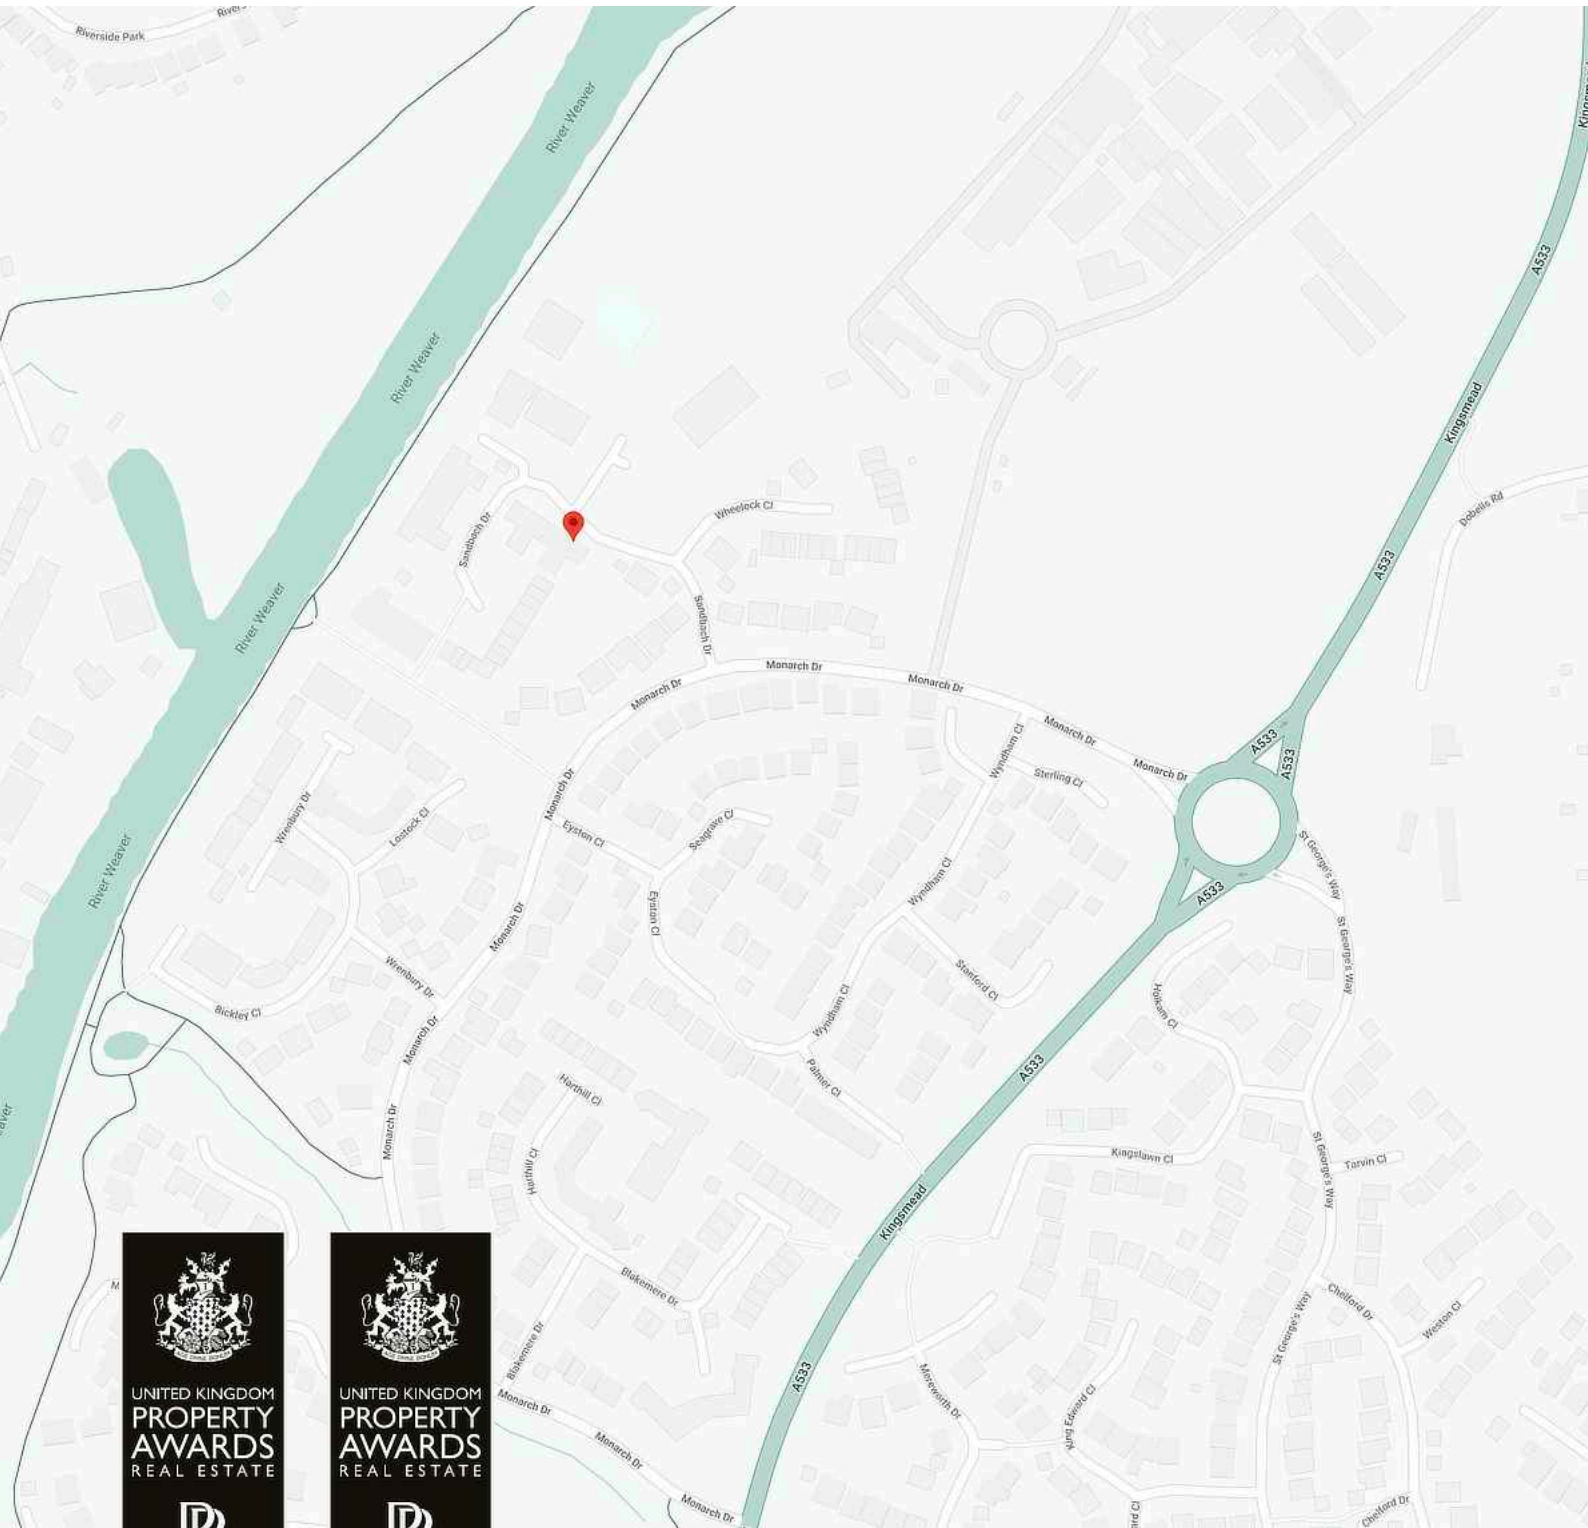 Riverside Park
River Weaver
Kingsmead
A533
River Weaver
Kingsmead
Wheelock Cl
Dobells Rd
Sandbach Dr
A533
River Weaver
Sandbach Dr
Monarch Dr
Monarch Dr
Monarch Dr
Monarch Dr
A533
A533
Monarch Dr
Wyndham Cl
Sterling Cl
Monarch Dr
Wrenbury Dr
Lostock Cl
Eyston Cl
Seagrave Cl
River Weaver
Wyndham Cl
A533
St George's Way
Eyston Cl
Monarch Dr
St George's Way
Wrenbury Dr
Stanford Cl
Bickley Cl
Wyndham Cl
Holkam Cl
Monarch Dr
A533
Palmer Cl
Harthill Cl
Monarch Dr
Harthill Cl
Kingslawn Cl
Tarvin Cl
St George's Way
Kingsmead
Blakemere Dr
Chelford Dr
Weston Cl
St George's Way
Blakemere Dr
A533
Mereworth Dr
King Edward Cl
Monarch Dr
Monarch Dr
Monarch Dr
Chelford Dr
UNITED KINGDOM
PROPERTY
AWARDS
REAL ESTATE
UNITED KINGDOM
PROPERTY
AWARDS
REAL ESTATE